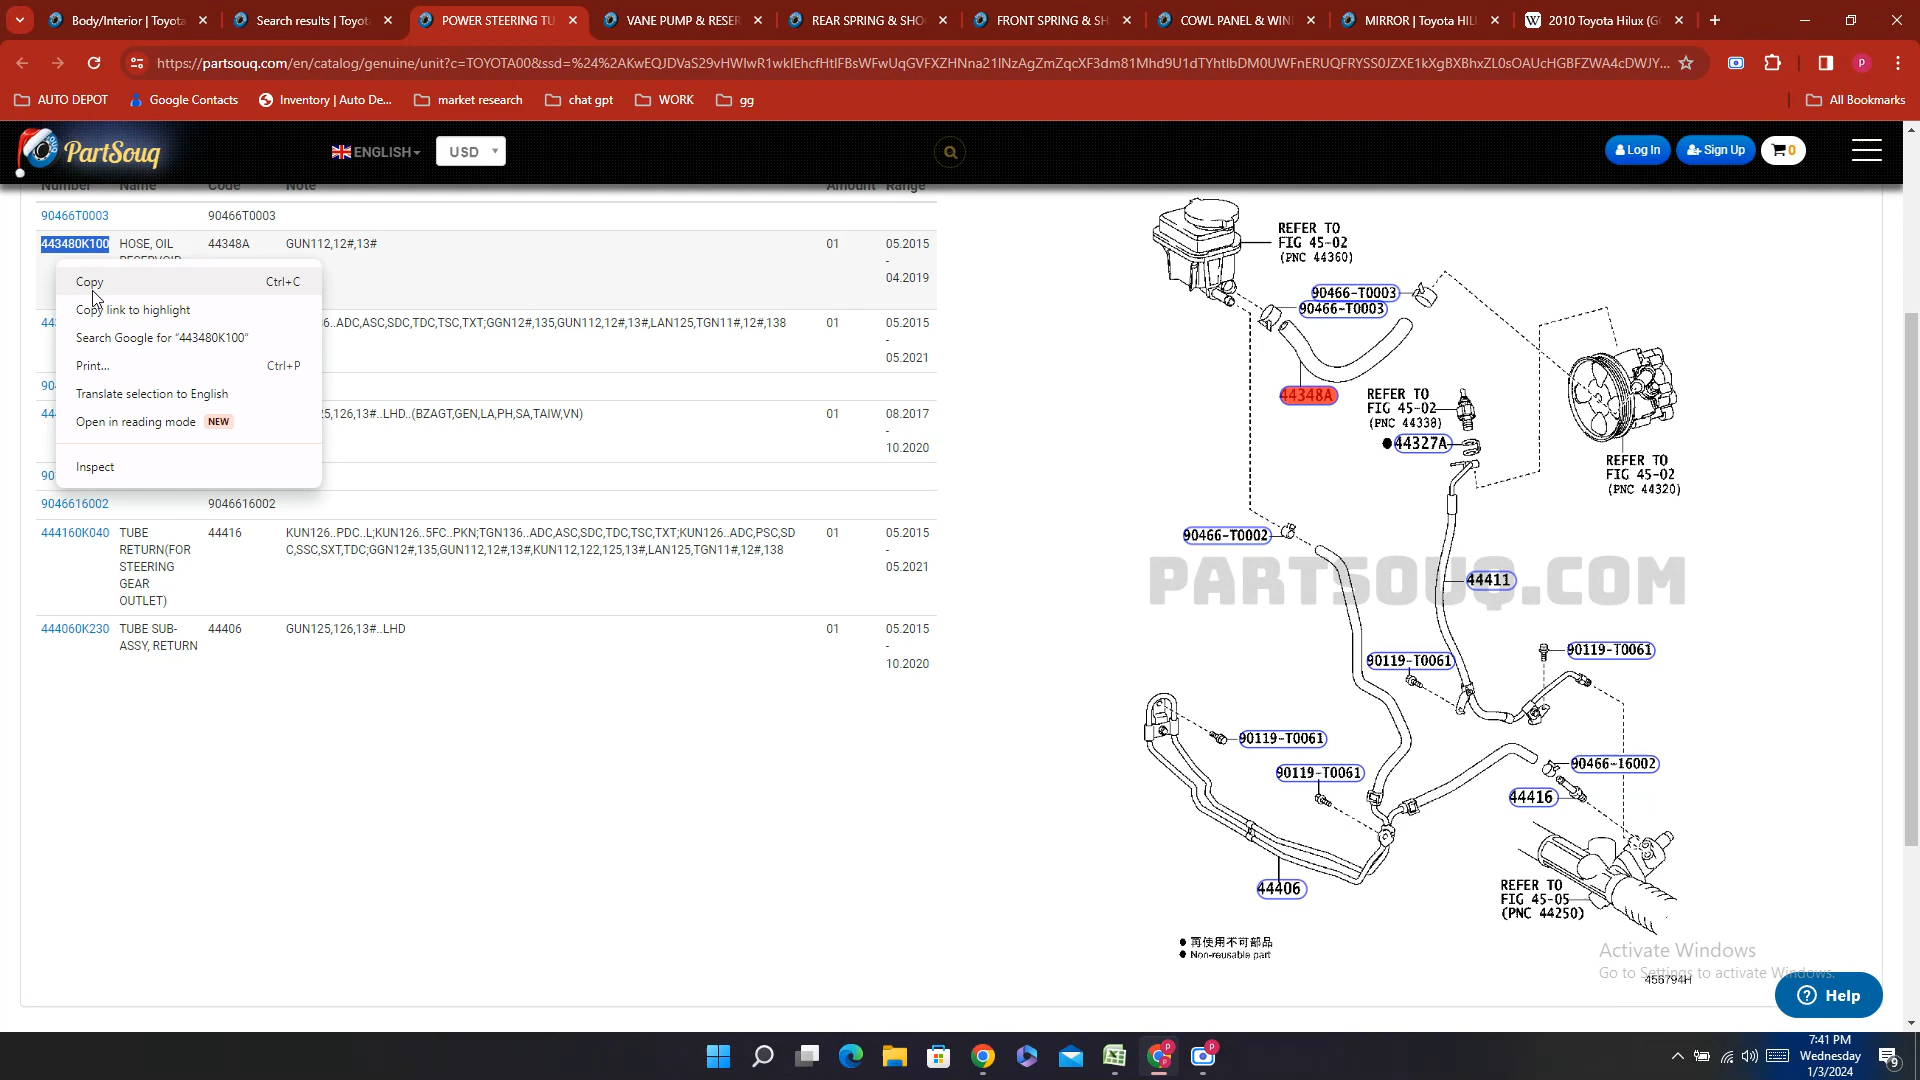 Body/Interior | Toyota
Search results | Toyota
POWER STEERING TU
VANE PUMP & RESER
REAR SPRING & SHO
FRONT SPRING & SH
COWL PANEL & WIN
MIRROR | Toyota HIL
2010 Toyota Hilux (G
AUTO DEPOT
Google Contacts
Inventory | Auto De...
market research
chat gpt
WORK
gg
All Bookmarks
PartSouq
ENGLISH
USD
Log In
Sign Up
0
Number Name Code Note Amount Range
90466T0003 90466T0003
443480K100 HOSE, OIL 44348A GUN112,12#,13# 01 05.2015
-
04.2019
Copy Ctrl+C
Copy link to highlight
Search Google for “443480K100”
Print... Ctrl+P
Translate selection to English
Open in reading mode NEW
Inspect
36..ADC,ASC,SDC,TDC,TSC,TXT;GGN12#,135,GUN112,12#,13#,LAN125,TGN11#,12#,138 01 05.2015
-
05.2021
25,126,13#..LHD..(BZAGT,GEN,LA,PH,SA,TAIW,VN) 01 08.2017
-
10.2020
9046616002 9046616002
444160K040 TUBE 44416 KUN126..PDC..L;KUN126..5FC..PKN;TGN136..ADC,ASC,SDC,TDC,TSC,TXT;KUN126..ADC,PSC,SD 01 05.2015
RETURN(FOR C,SSC,SXT,TDC;GGN12#,135,GUN112,12#,13#,KUN112,122,125,13#,LAN125,TGN11#,12#,138 -
STEERING 05.2021
GEAR
OUTLET)
444060K230 TUBE SUB- 44406 GUN125,126,13#..LHD 01 05.2015
ASSY, RETURN -
10.2020
REFER TO
FIG 45-02
(PNC 44360)
90466-T0003
90466-T0003
44348A
REFER TO
FIG 45-02
(PNC 44338)
44327A
REFER TO
FIG 45-02
(PNC 44320)
90466-T0002
PARTSOUQ.COM
44411
90119-T0061
90119-T0061
90119-T0061
90119-T0061
90466-16002
44416
44406
REFER TO
FIG 45-05
(PNC 44250)
● 再使用不可部品
● Non-reusable part
456794H
Activate Windows
Go to Settings to activate Windows.
Help
7:41 PM
Wednesday
1/3/2024
9